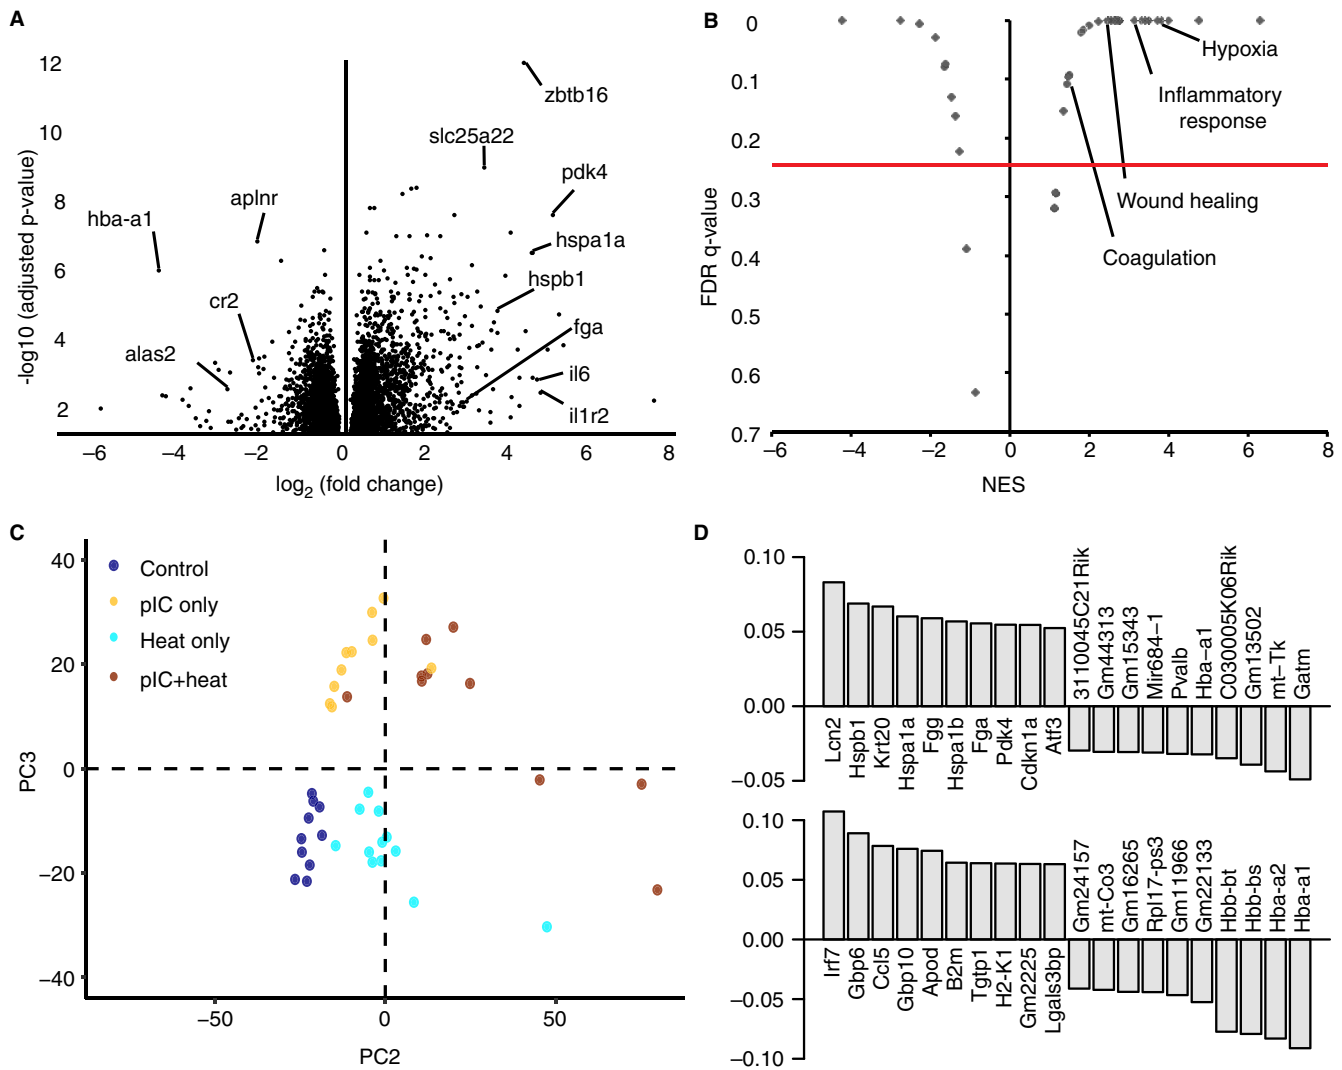 A
12
10
8
6
4
2
-log10 (adjusted p-value)
zbtb16
slc25a22
pdk4
aplnr
hba-a1
hspa1a
hspb1
cr2
fga
alas2
il6
il1r2
−6
−4
−2
0
2
4
6
8
log2 (fold change)
B
0
0.1
0.2
0.3
0.4
0.5
0.6
0.7
FDR q-value
Hypoxia
Inflammatory
response
Wound healing
Coagulation
−6
−4
−2
0
2
4
6
8
NES
C
40
20
0
−20
−40
PC3
Control
pIC only
Heat only
pIC+heat
−50
0
50
PC2
D
0.10
0.05
0.00
−0.05
Lcn2
Hspb1
Krt20
Hspa1a
Fgg
Hspa1b
Fga
Pdk4
Cdkn1a
Atf3
3110045C21Rik
Gm44313
Gm15343
Mir684−1
Pvalb
Hba−a1
C030005K06Rik
Gm13502
mt−Tk
Gatm
0.10
0.05
0.00
−0.05
−0.10
Irf7
Gbp6
Ccl5
Gbp10
Apod
B2m
Tgtp1
H2-K1
Gm2225
Lgals3bp
Gm24157
mt-Co3
Gm16265
Rpl17-ps3
Gm11966
Gm22133
Hbb-bt
Hbb-bs
Hba-a2
Hba-a1